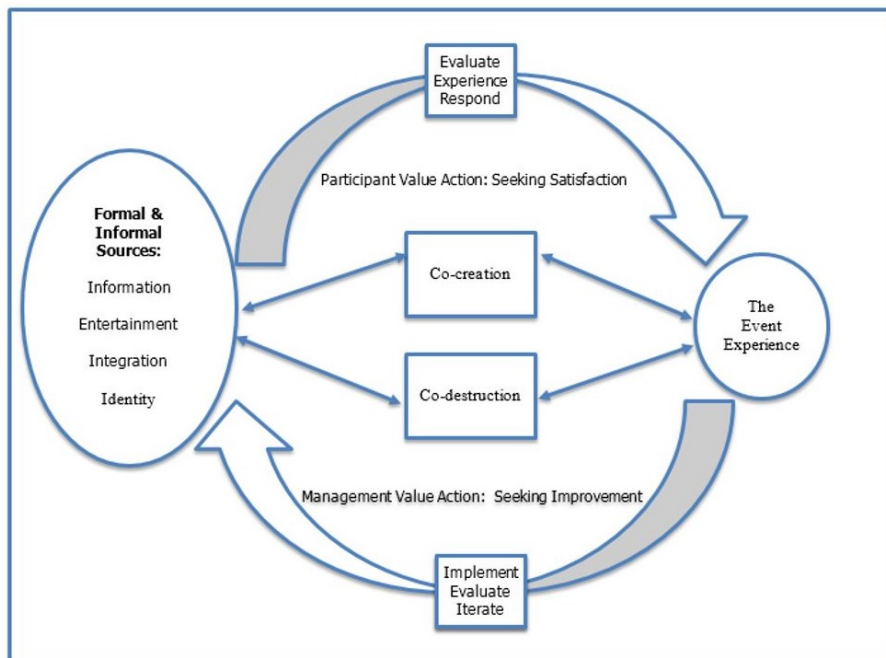 Evaluate
Experience
Respond
Participant Value Action: Seeking Satisfaction
Formal &
Informal
Sources:
Information
Entertainment
Integration
Identity
Co-creation
Co-destruction
The
Event
Experience
Management Value Action:  Seeking Improvement
Implement
Evaluate
Iterate